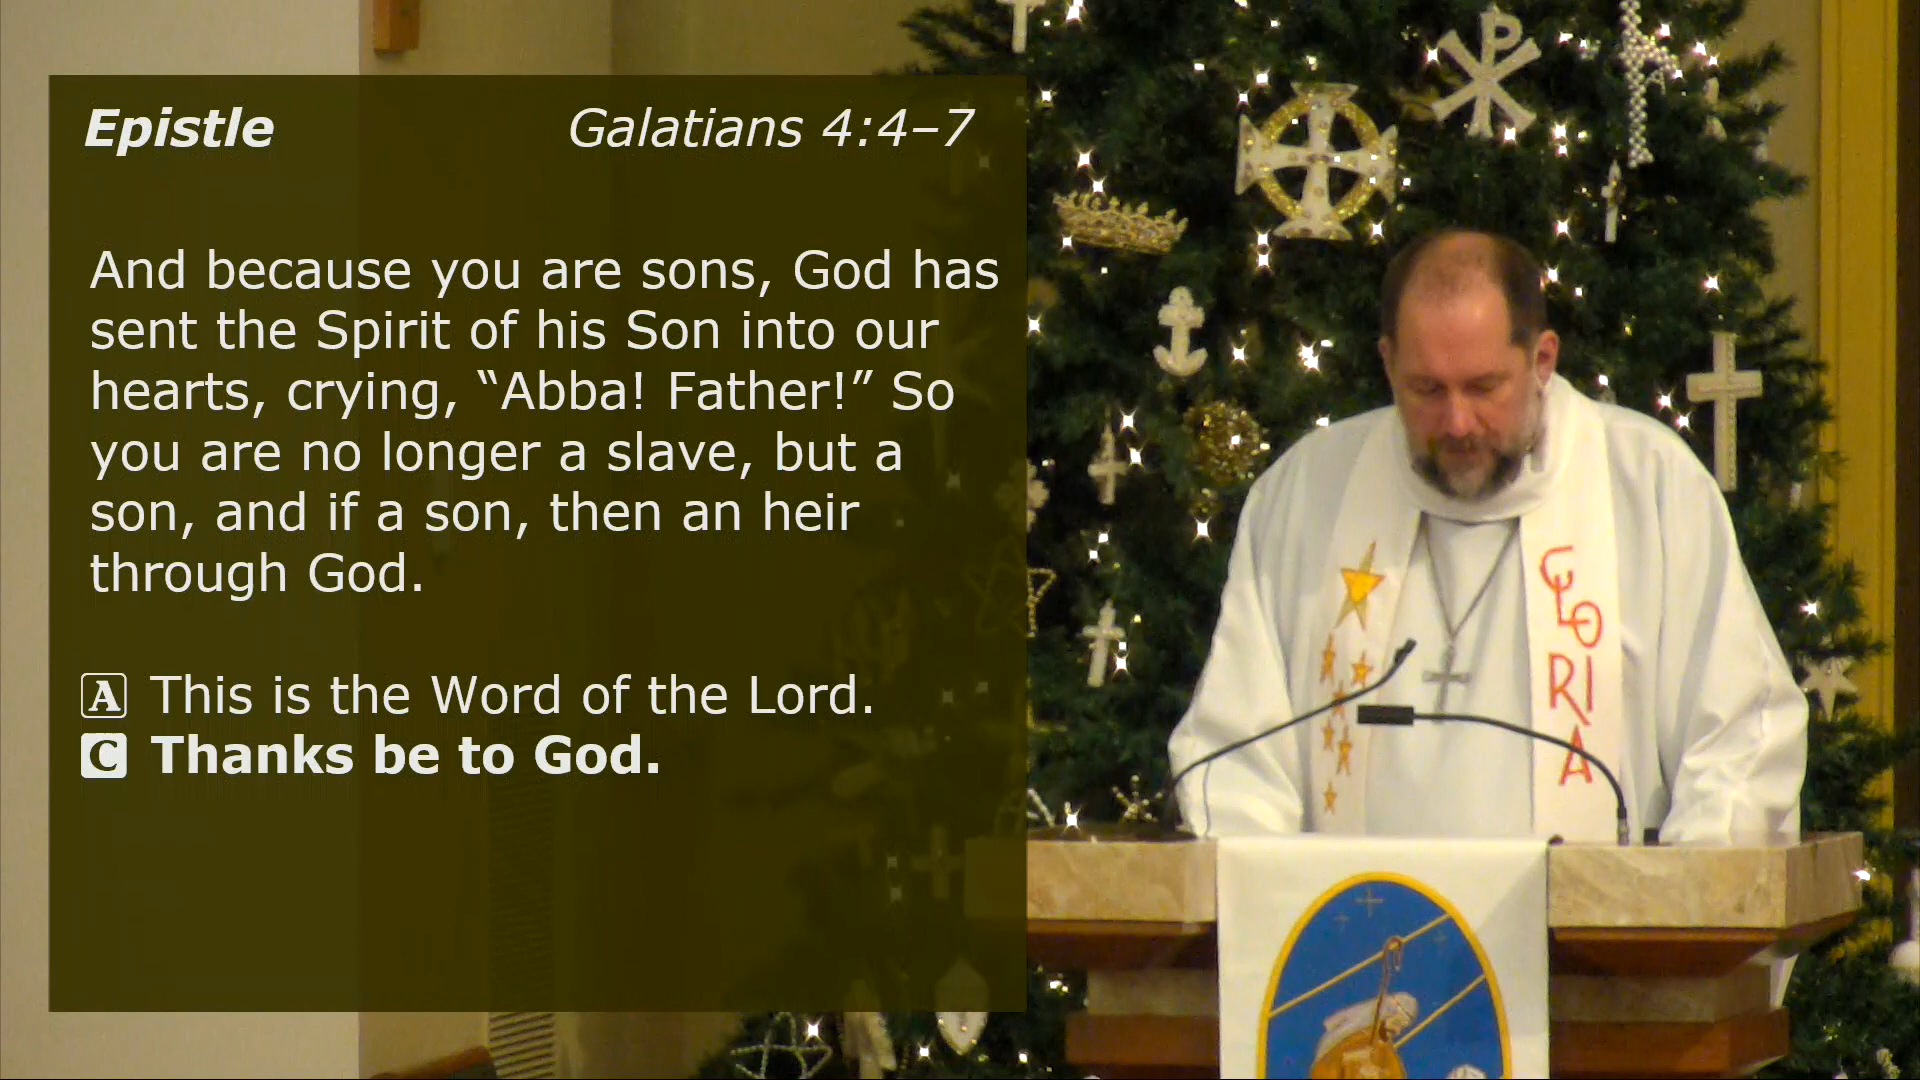 Epistle Galatians 4:4–7
And because you are sons, God has
sent the Spirit of his Son into our
hearts, crying, “Abba! Father!” So
you are no longer a slave, but a
son, and if a son, then an heir
through God.
A This is the Word of the Lord.
C Thanks be to God.
GLORIA